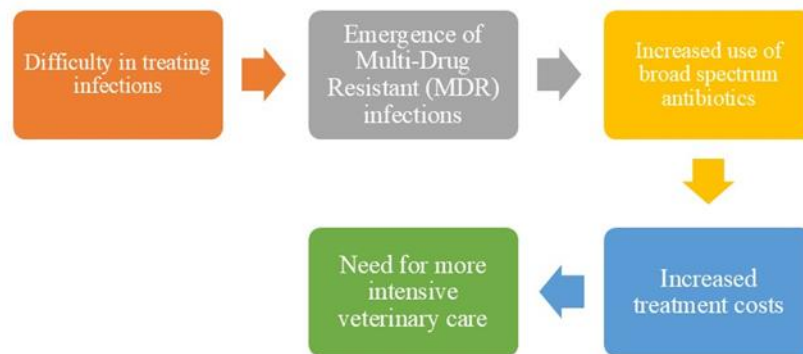 Difficulty in treating
infections
Emergence of
Multi-Drug
Resistant (MDR)
infections
Increased use of
broad spectrum
antibiotics
Increased
treatment costs
Need for more
intensive
veterinary care